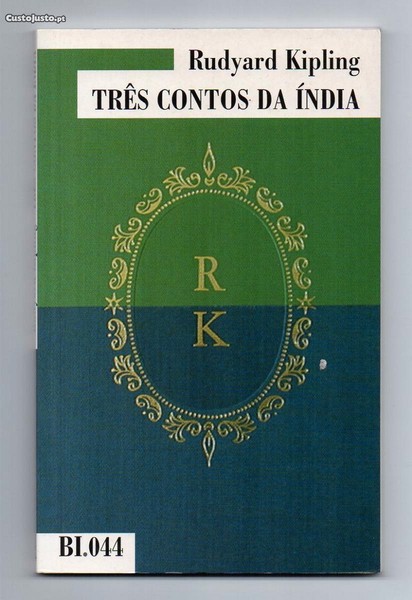 CustoJusto.pt
Rudyard Kipling
TRÊS CONTOS DA ÍNDIA
R
K
BI.044